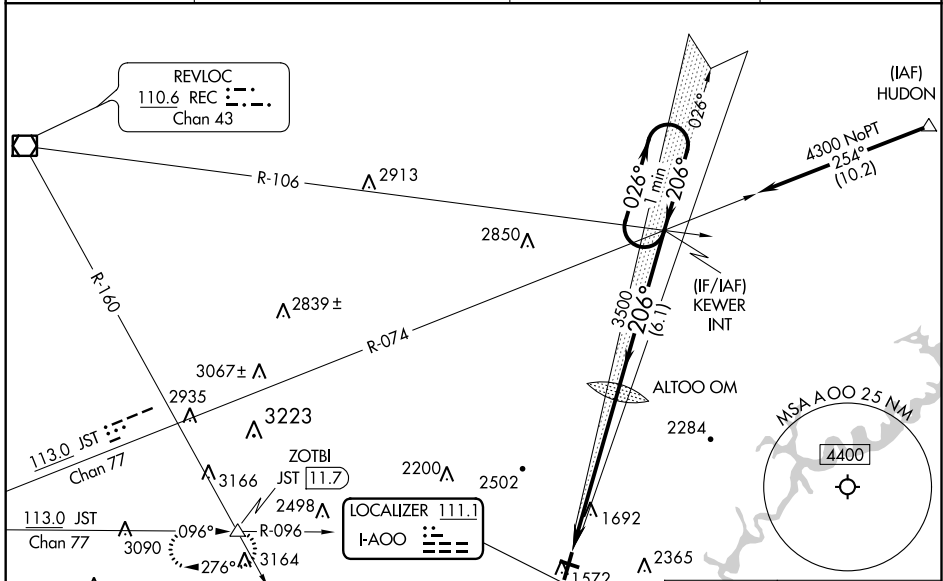 REVLOC
110.6 REC
Chan 43
(IAF)
HUDON
4300 NoPT
254°
(10.2)
026°
026°
1 min
206°
R-106
2913
2850
(IF/IAF)
KEWER
INT
3500
206°
(6.1)
R-160
2839 ±
R-074
3067 ±
2935
3223
ALTOO OM
2284
MSA AOO 25 NM
4400
113.0 JST
Chan 77
3166
ZOTBI
JST 11.7
2200
2502
2498
LOCALIZER 111.1
I-AOO
1692
113.0 JST
Chan 77
3090
096°
R-096
276°
3164
1572
2365